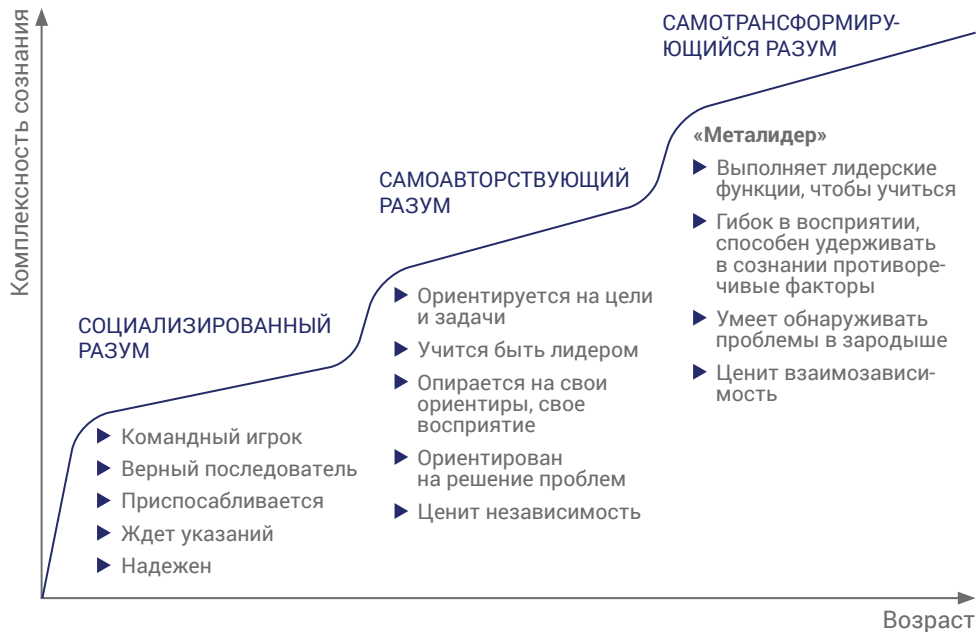 Комплексность сознания
СОЦИАЛИЗИРОВАННЫЙ
РАЗУМ
Командный игрок
Верный последователь
Приспосабливается
Ждет указаний
Надежен
САМОАВТОРСТВУЮЩИЙ
РАЗУМ
Ориентируется на цели
и задачи
Учится быть лидером
Опирается на свои
ориентиры, свое
восприятие
Ориентирован
на решение проблем
Ценит независимость
САМОТРАНСФОРМИРУ-
ЮЩИЙСЯ РАЗУМ
«Металидер»
Выполняет лидерские
функции, чтобы учиться
Гибок в восприятии,
способен удерживать
в сознании противоре-
чивые факторы
Умеет обнаруживать
проблемы в зародыше
Ценит взаимозависи-
мость
Возраст